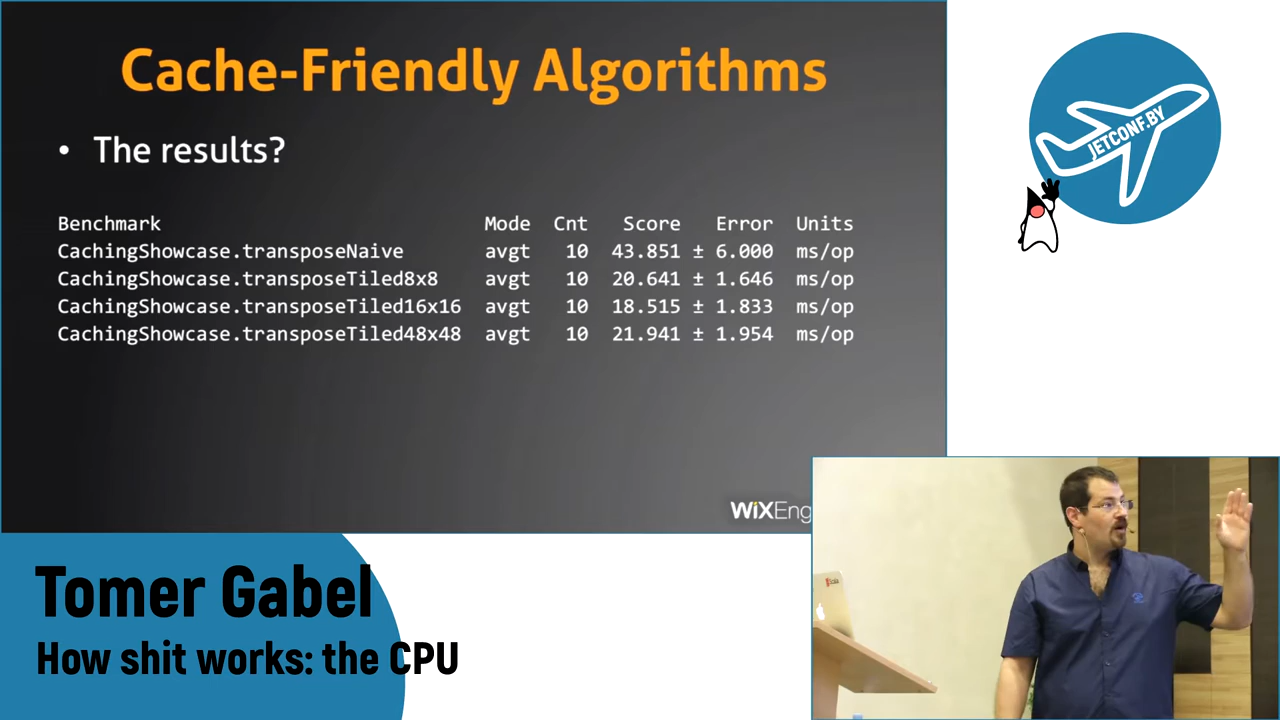 Cache-Friendly Algorithms
• The results?
Benchmark Mode Cnt Score Error Units
CachingShowcase.transposeNaive avgt 10 43.851 ± 6.000 ms/op
CachingShowcase.transposeTiled8x8 avgt 10 20.641 ± 1.646 ms/op
CachingShowcase.transposeTiled16x16 avgt 10 18.515 ± 1.833 ms/op
CachingShowcase.transposeTiled48x48 avgt 10 21.941 ± 1.954 ms/op
WiXEng
JETCONF.BY
Scala
Tomer Gabel
How shit works: the CPU